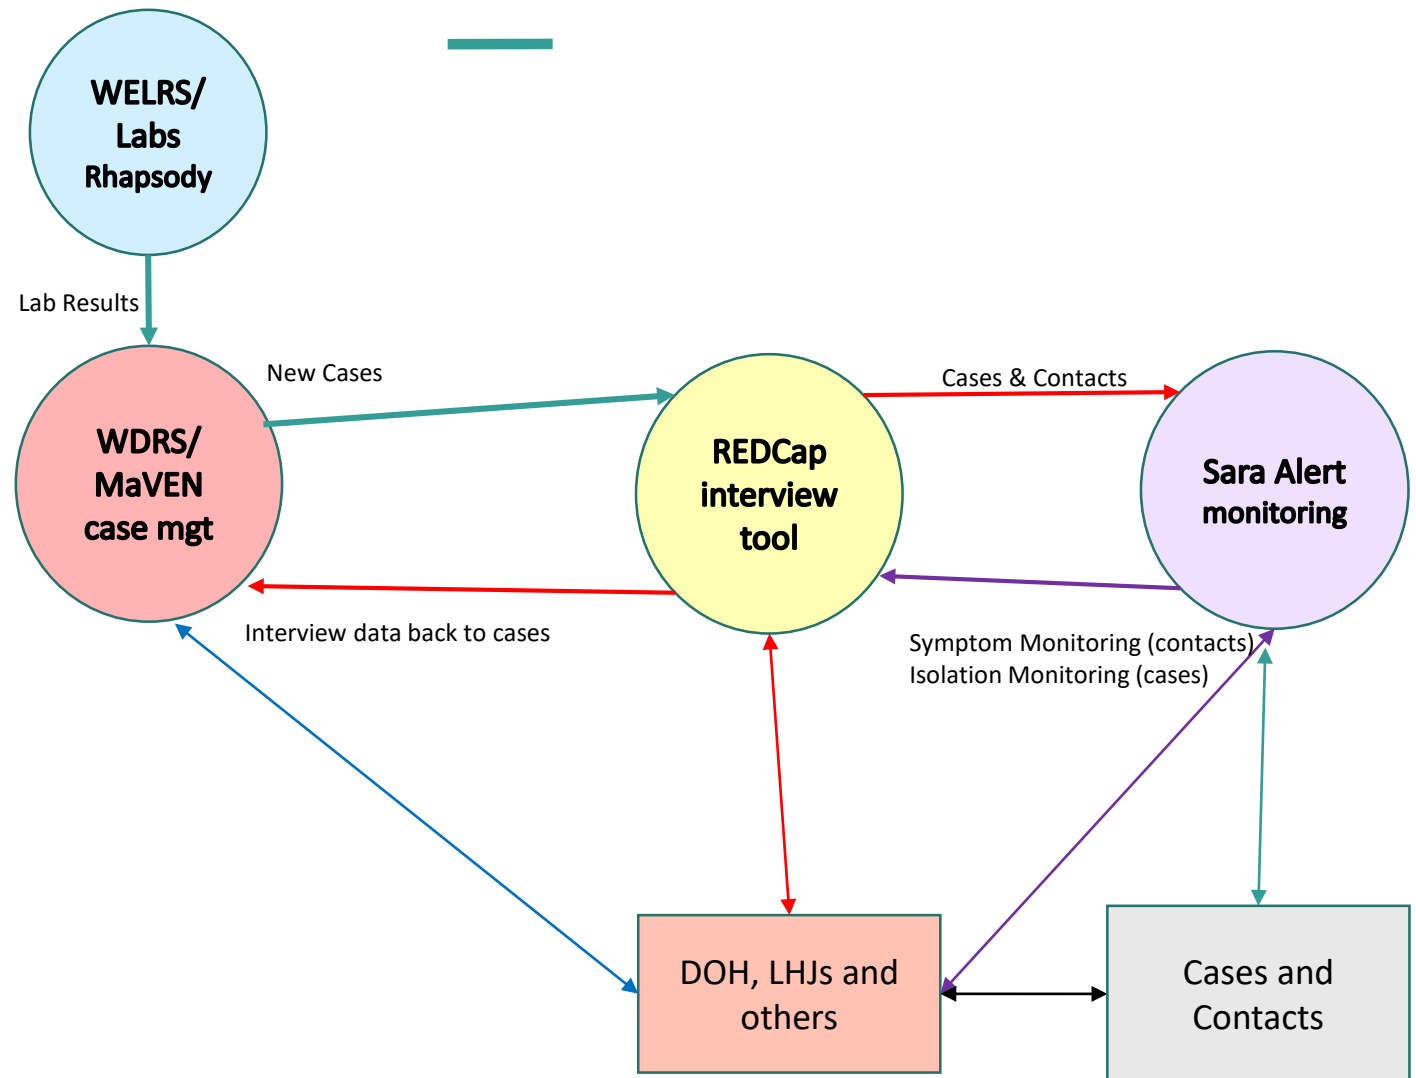 WELRS/
Labs
Rhapsody
Lab Results
New Cases
Cases & Contacts
WDRS/
MaVEN
case mgt
REDCap
interview
tool
Sara Alert
monitoring
Interview data back to cases
Symptom Monitoring (contacts)
Isolation Monitoring (cases)
DOH, LHJs and
others
Cases and
Contacts